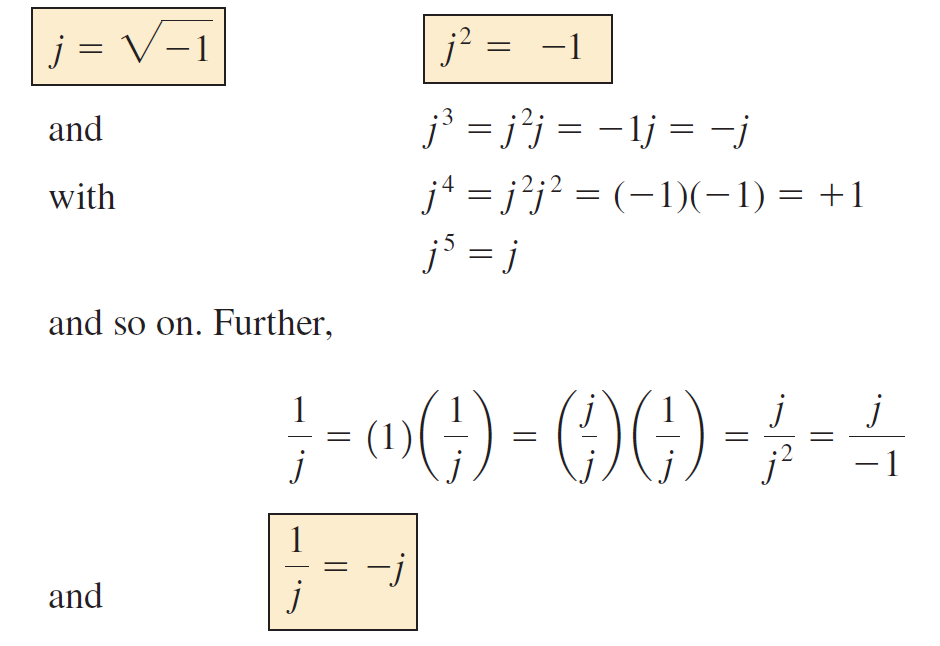 j = √−1 j² = −1
and j³ = j²j = −1j = −j
with j⁴ = j²j² = (−1)(−1) = +1
j⁵ = j
and so on. Further,
1/j = (1)(1/j) = (j/j)(1/j) = j/j² = j/−1
and 1/j = −j